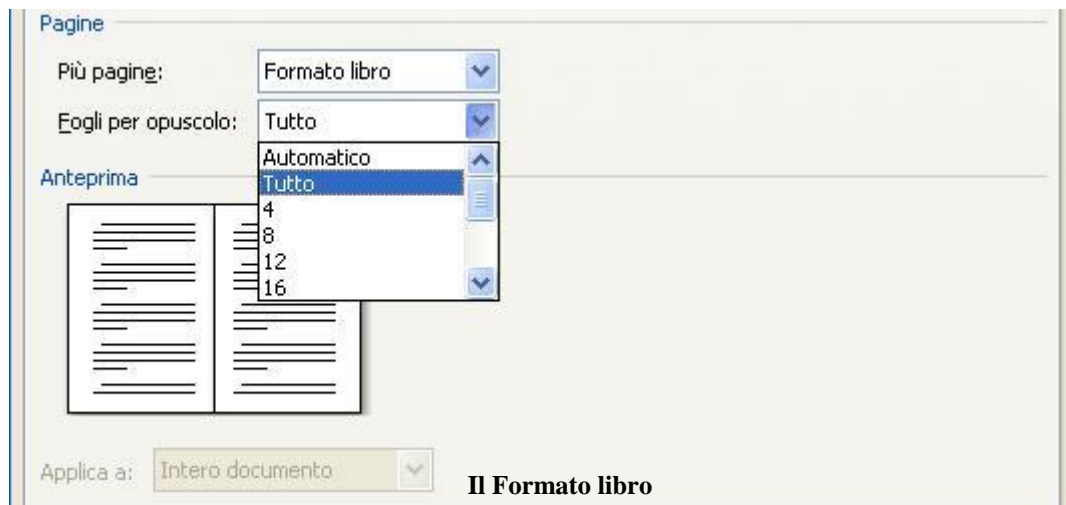 Pagine
Più pagine: Formato libro
Fogli per opuscolo: Tutto
Automatico
Tutto
Anteprima
4
8
12
16
Applica a: Intero documento
Il Formato libro